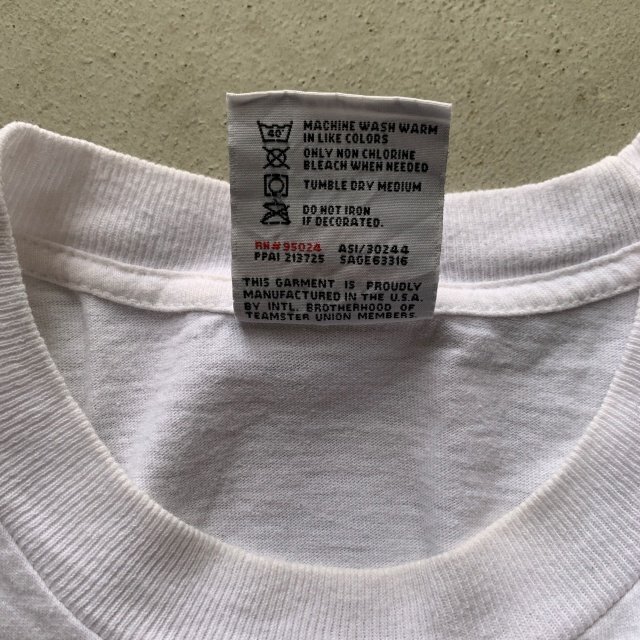 40°
MACHINE WASH WARM
IN LIKE COLORS
ONLY NON CHLORINE
BLEACH WHEN NEEDED
TUMBLE DRY MEDIUM
DO NOT IRON
IF DECORATED.
RN#95024 ASI/30244
PPAI 213725 SAGE63316
THIS GARMENT IS PROUDLY
MANUFACTURED IN THE U.S.A.
BY INTL. BROTHERHOOD OF
TEAMSTER UNION MEMBERS.